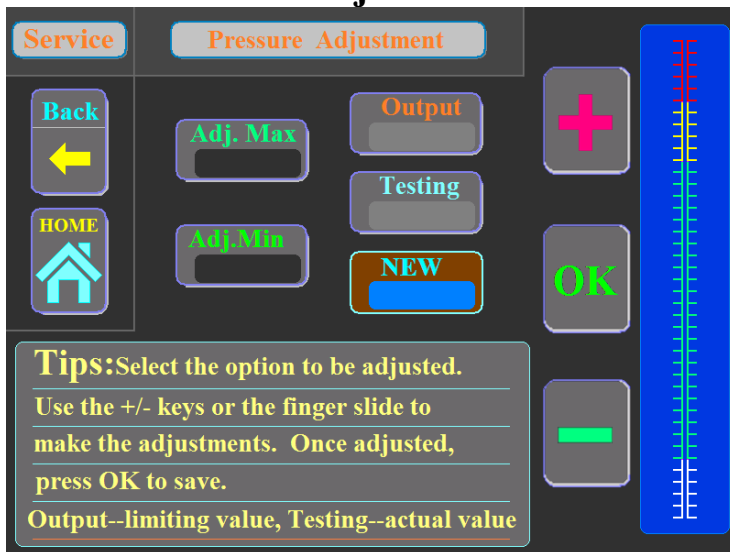 Service
Pressure Adjustment
Back
HOME
Adj. Max
Adj.Min
Output
Testing
NEW
OK
Tips:Select the option to be adjusted.
Use the +/- keys or the finger slide to
make the adjustments. Once adjusted,
press OK to save.
Output--limiting value, Testing--actual value